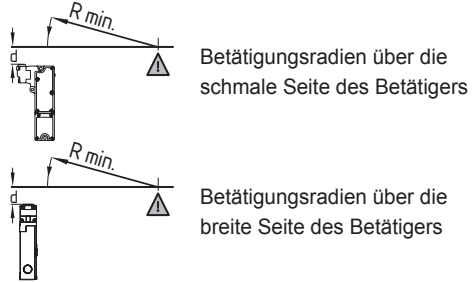 R min.
d
Betätigungsradien über die
schmale Seite des Betätigers
R min.
d
Betätigungsradien über die
breite Seite des Betätigers